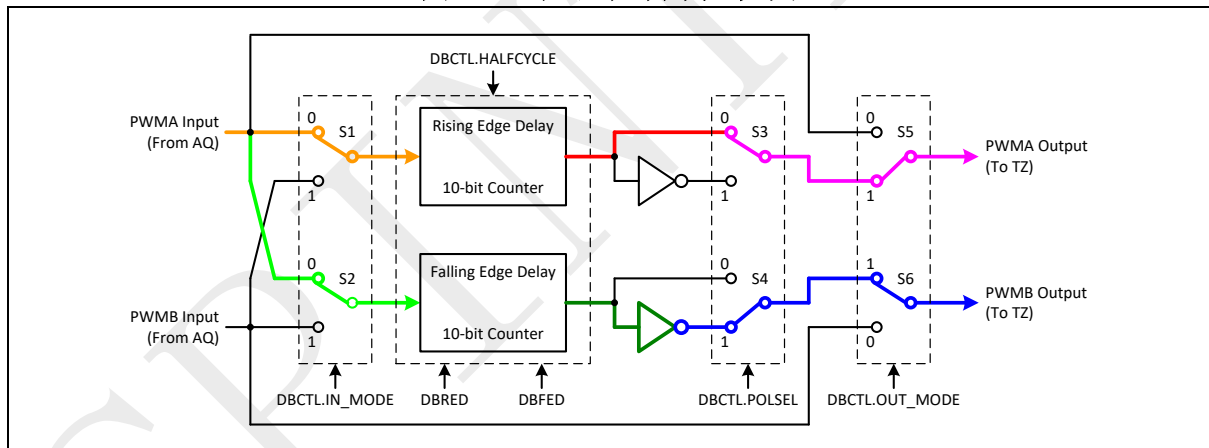 DBCTL.HALFCYCLE
PWMA Input
(From AQ)
0
S1
1
Rising Edge Delay
10-bit Counter
0
S3
1
0
S5
1
PWMA Output
(To TZ)
PWMB Input
(From AQ)
0
S2
1
Falling Edge Delay
10-bit Counter
0
S4
1
1
S6
0
PWMB Output
(To TZ)
DBCTL.IN_MODE
DBRED
DBFED
DBCTL.POLSEL
DBCTL.OUT_MODE